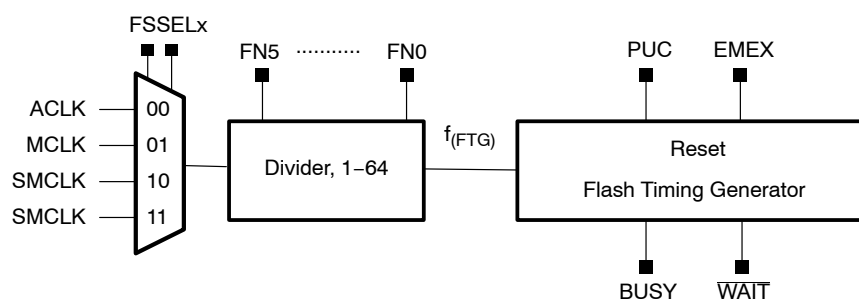 FSSELx
FN5 ........... FN0
PUC EMEX
ACLK 00
MCLK 01
SMCLK 10
SMCLK 11
Divider, 1–64
f(FTG)
Reset
Flash Timing Generator
BUSY WAIT